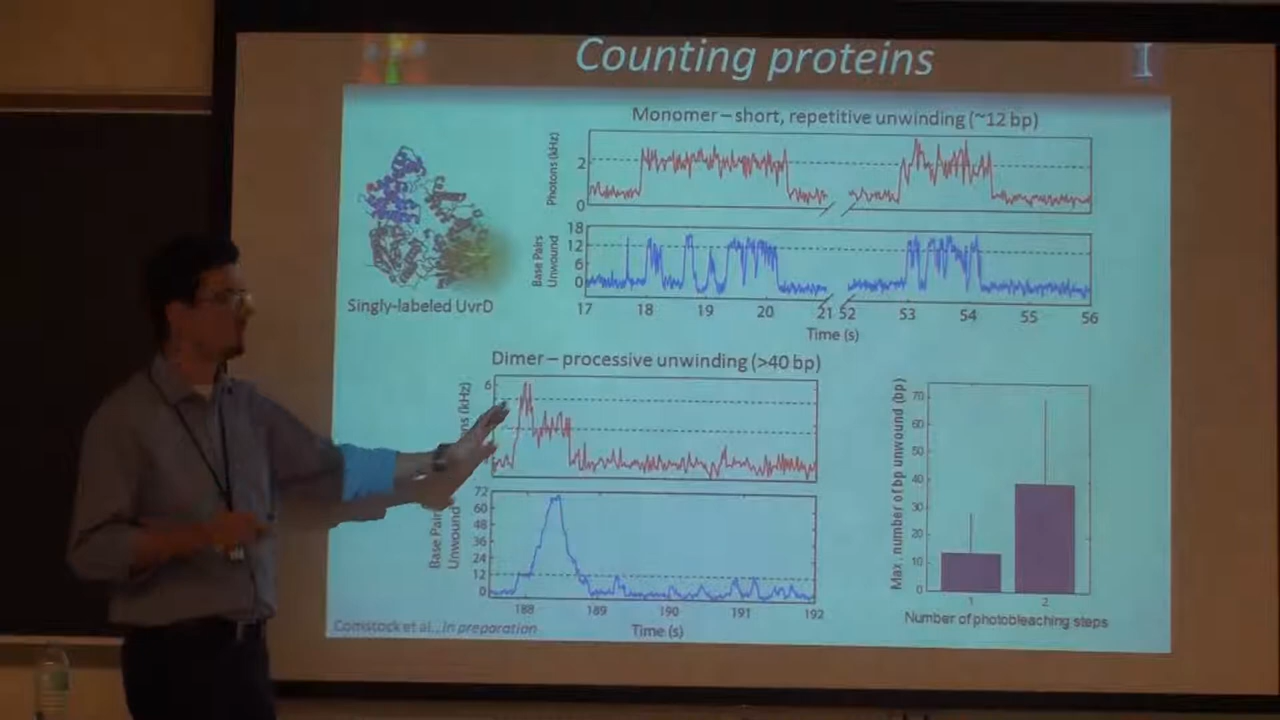 Counting proteins
I
Monomer – short, repetitive unwinding (~12 bp)
Photons (kHz)
2
0
Base Pairs
Unwound
18
12
6
0
17 18 19 20 21 52 53 54 55 56
Time (s)
Singly-labeled UvrD
Dimer – processive unwinding (>40 bp)
(kHz)
6
Base Pairs
Unwound
72
60
48
36
24
12
0
188 189 190 191 192
Time (s)
Max. number of bp unwound (bp)
70
60
50
40
30
20
10
0
1 2
Number of photobleaching steps
Comstock et al., In preparation